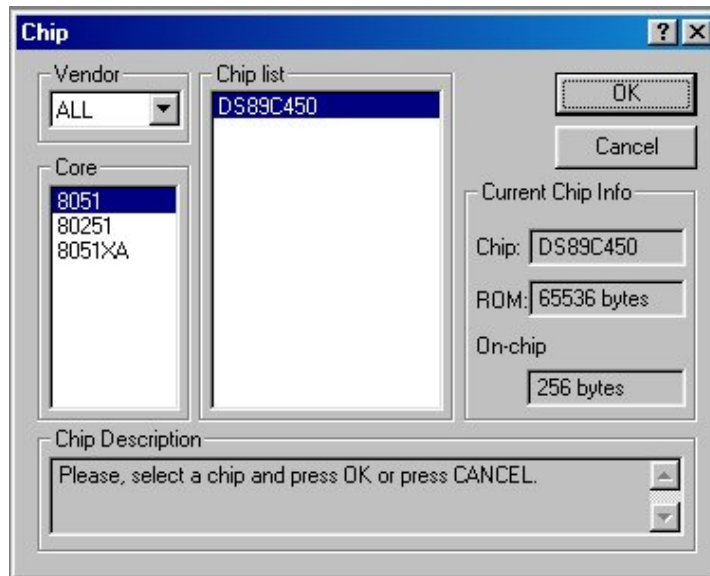 Chip
Vendor
ALL
Chip list
DS89C450
OK
Cancel
Core
8051
80251
8051XA
Current Chip Info
Chip: DS89C450
ROM: 65536 bytes
On-chip
256 bytes
Chip Description
Please, select a chip and press OK or press CANCEL.